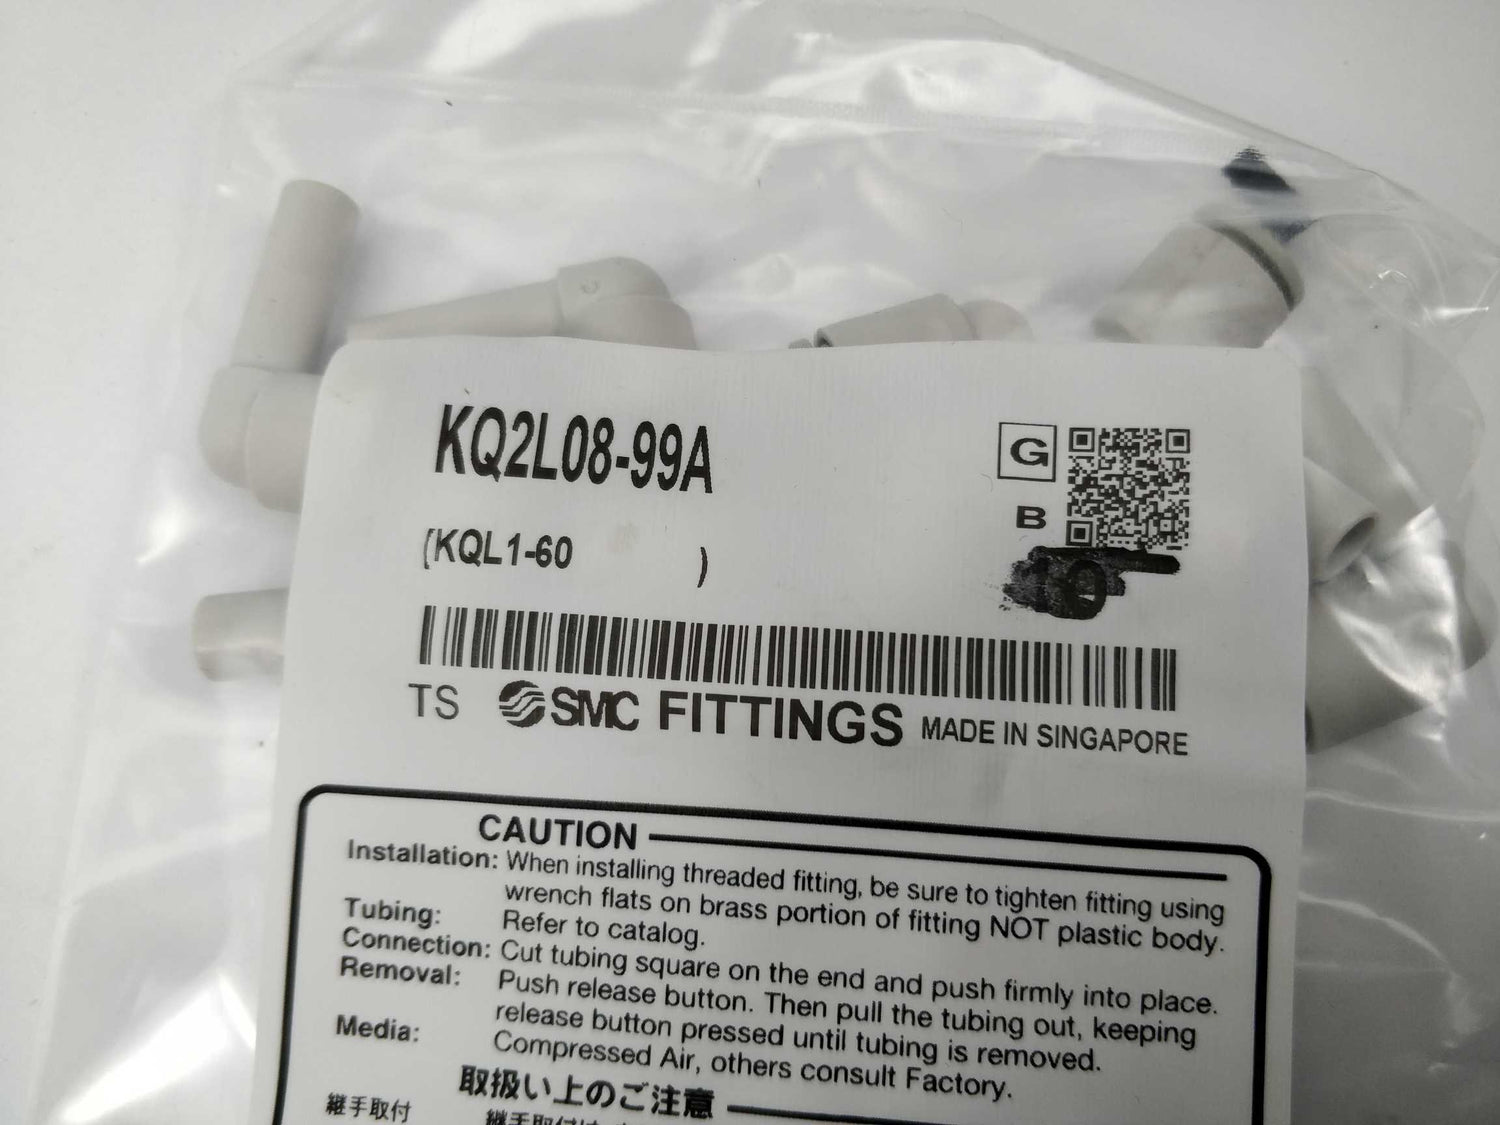 KQ2L08-99A
G
B
(KQL1-60 )
TS SMC FITTINGS MADE IN SINGAPORE
CAUTION
Installation: When installing threaded fitting, be sure to tighten fitting using
wrench flats on brass portion of fitting NOT plastic body.
Tubing: Refer to catalog.
Connection: Cut tubing square on the end and push firmly into place.
Removal: Push release button. Then pull the tubing out, keeping
release button pressed until tubing is removed.
Media: Compressed Air, others consult Factory.
取扱い上のご注意
継手取付